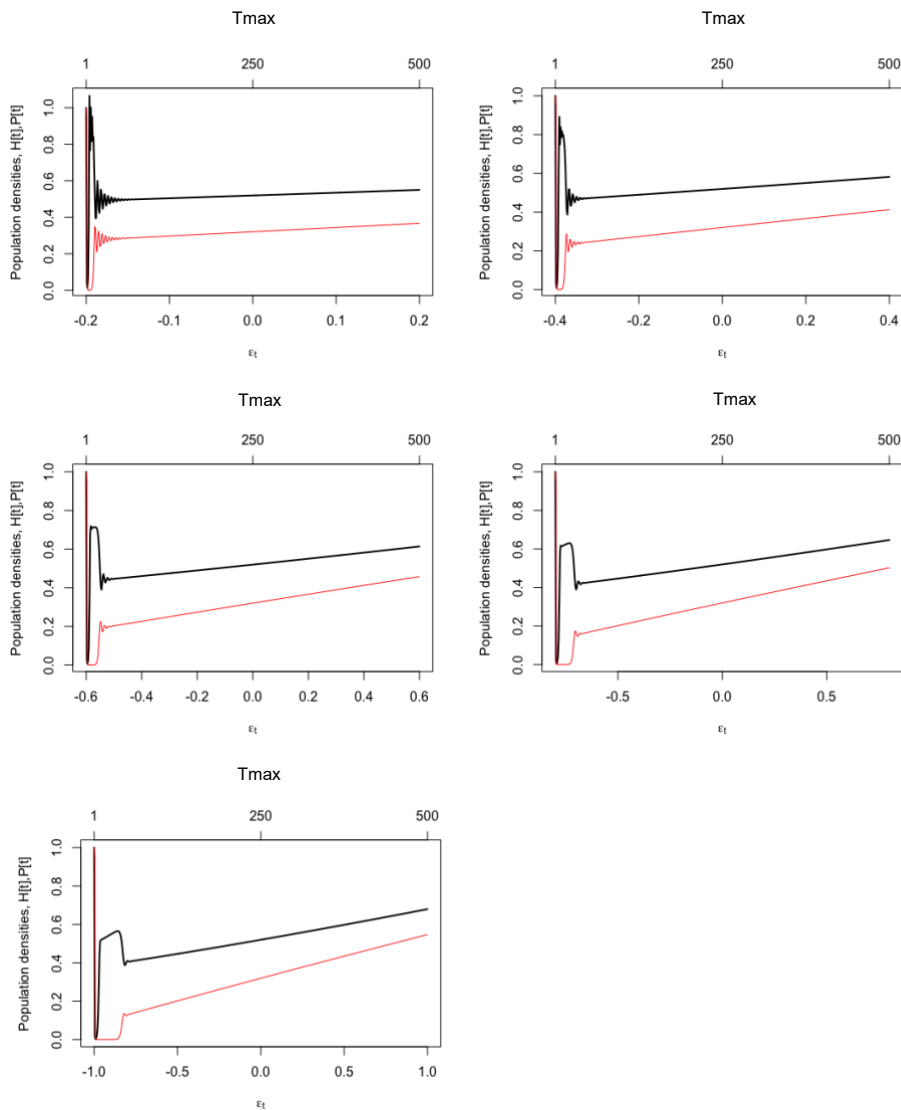 Tmax
1 250 500
Population densities, H[t],P[t]
0.0 0.2 0.4 0.6 0.8 1.0
-0.2 -0.1 0.0 0.1 0.2
εt
Tmax
1 250 500
Population densities, H[t],P[t]
0.0 0.2 0.4 0.6 0.8 1.0
-0.4 -0.2 0.0 0.2 0.4
εt
Tmax
1 250 500
Population densities, H[t],P[t]
0.0 0.2 0.4 0.6 0.8 1.0
-0.6 -0.4 -0.2 0.0 0.2 0.4 0.6
εt
Tmax
1 250 500
Population densities, H[t],P[t]
0.0 0.2 0.4 0.6 0.8 1.0
-0.5 0.0 0.5
εt
Tmax
1 250 500
Population densities, H[t],P[t]
0.0 0.2 0.4 0.6 0.8 1.0
-1.0 -0.5 0.0 0.5 1.0
εt